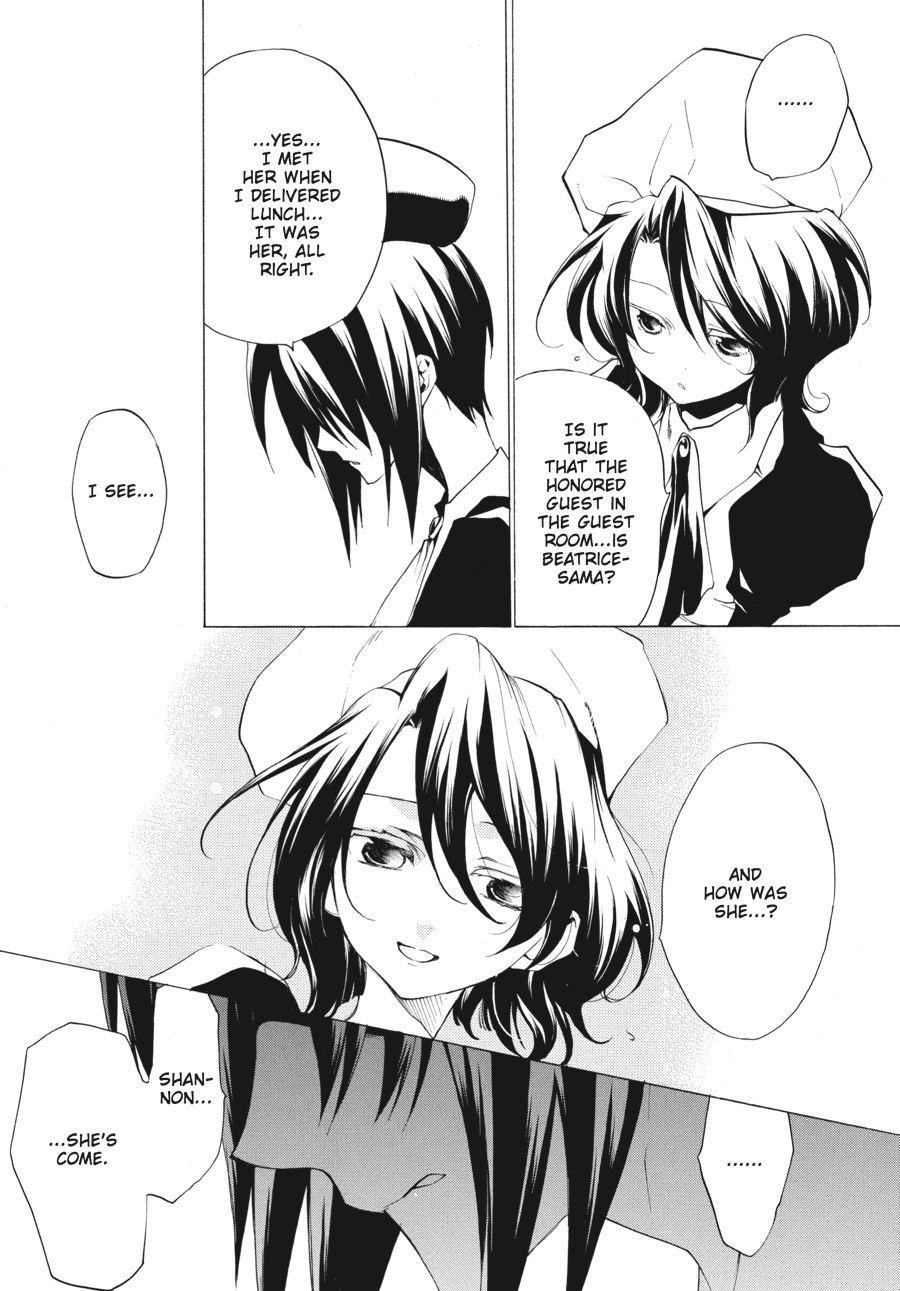 ......
IS IT
TRUE
THAT THE
HONORED
GUEST IN
THE GUEST
ROOM...IS
BEATRICE-
SAMA?
...YES...
I MET
HER WHEN
I DELIVERED
LUNCH...
IT WAS
HER, ALL
RIGHT.
I SEE...
AND
HOW WAS
SHE...?
......
SHAN-
NON...
...SHE'S
COME.